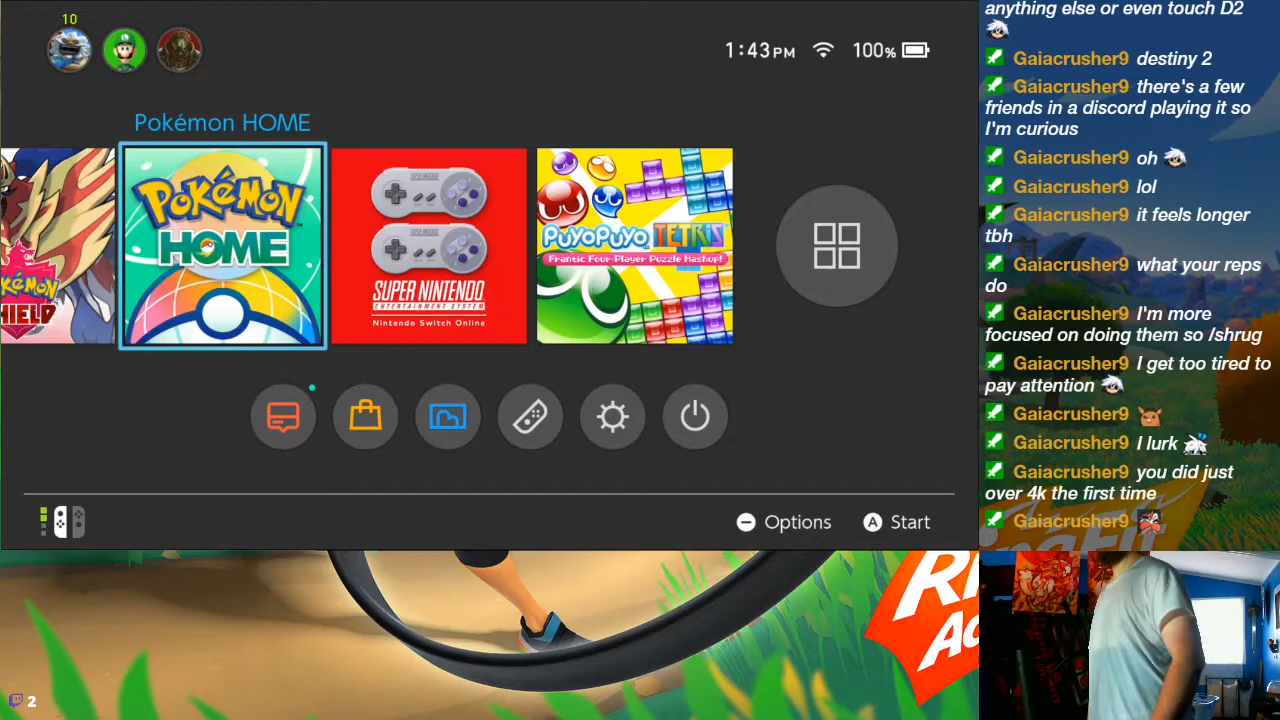 10
1:43PM
100%
Pokémon HOME
POKÉMON
HIELD
POKÉMON
HOME
SUPER NINTENDO
ENTERTAINMENT SYSTEM
Nintendo Switch Online
PUYOPUYO TETRIS
Frantic Four-Player Puzzle Mashup!
Options
A Start
2
anything else or even touch D2
Gaiacrusher9 destiny 2
Gaiacrusher9 there's a few
friends in a discord playing it so
I'm curious
Gaiacrusher9 oh
Gaiacrusher9 lol
Gaiacrusher9 it feels longer
tbh
Gaiacrusher9 what your reps
do
Gaiacrusher9 I'm more
focused on doing them so /shrug
Gaiacrusher9 I get too tired to
pay attention
Gaiacrusher9
Gaiacrusher9 I lurk
Gaiacrusher9 you did just
over 4k the first time
Gaiacrusher9